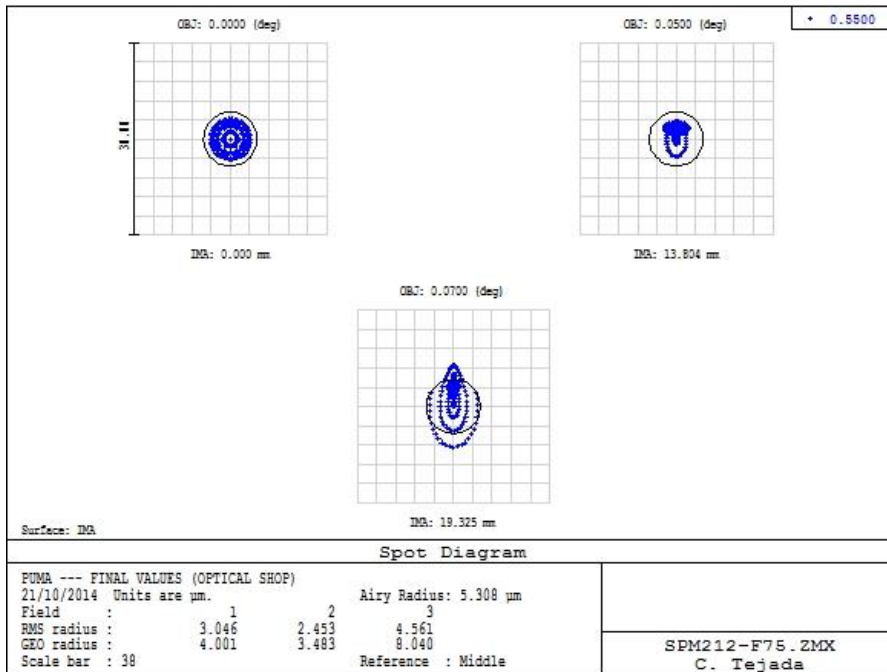 + 0.5500
OBJ: 0.0000 (deg)
OBJ: 0.0500 (deg)
IMA: 0.000 mm
IMA: 13.804 mm
OBJ: 0.0700 (deg)
IMA: 19.325 mm
Surface: IMA
Spot Diagram
PUMA --- FINAL VALUES (OPTICAL SHOP)
21/10/2014 Units are µm. Airy Radius: 5.308 µm
Field : 1 2 3
RMS radius : 3.046 2.453 4.561
GEO radius : 4.001 3.483 8.040
Scale bar : 38 Reference : Middle
SPM212-F75.ZMX
C. Tejada